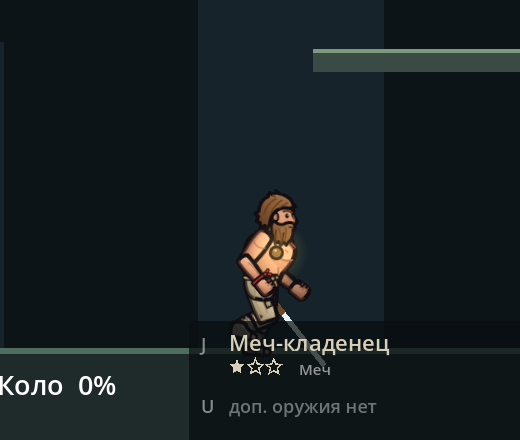 J Меч-кладенец
★☆☆ Меч
Коло 0%
U доп. оружия нет